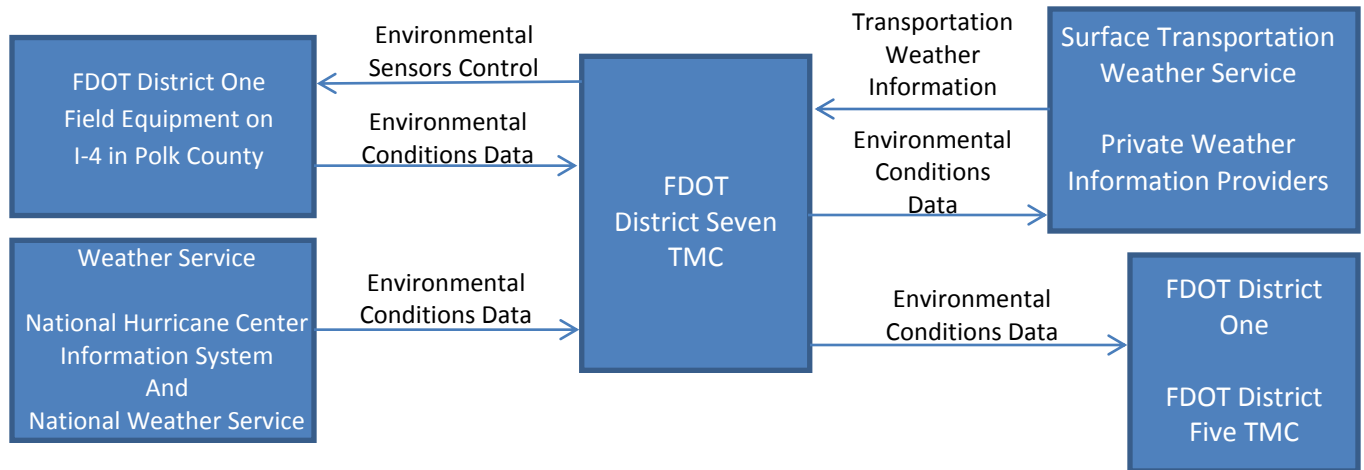 FDOT District One
Field Equipment on
I-4 in Polk County
Environmental
Sensors Control
Environmental
Conditions Data
Weather Service
National Hurricane Center
Information System
And
National Weather Service
Environmental
Conditions Data
FDOT
District Seven
TMC
Transportation
Weather
Information
Environmental
Conditions
Data
Surface Transportation
Weather Service
Private Weather
Information Providers
Environmental
Conditions Data
FDOT District
One
FDOT District
Five TMC